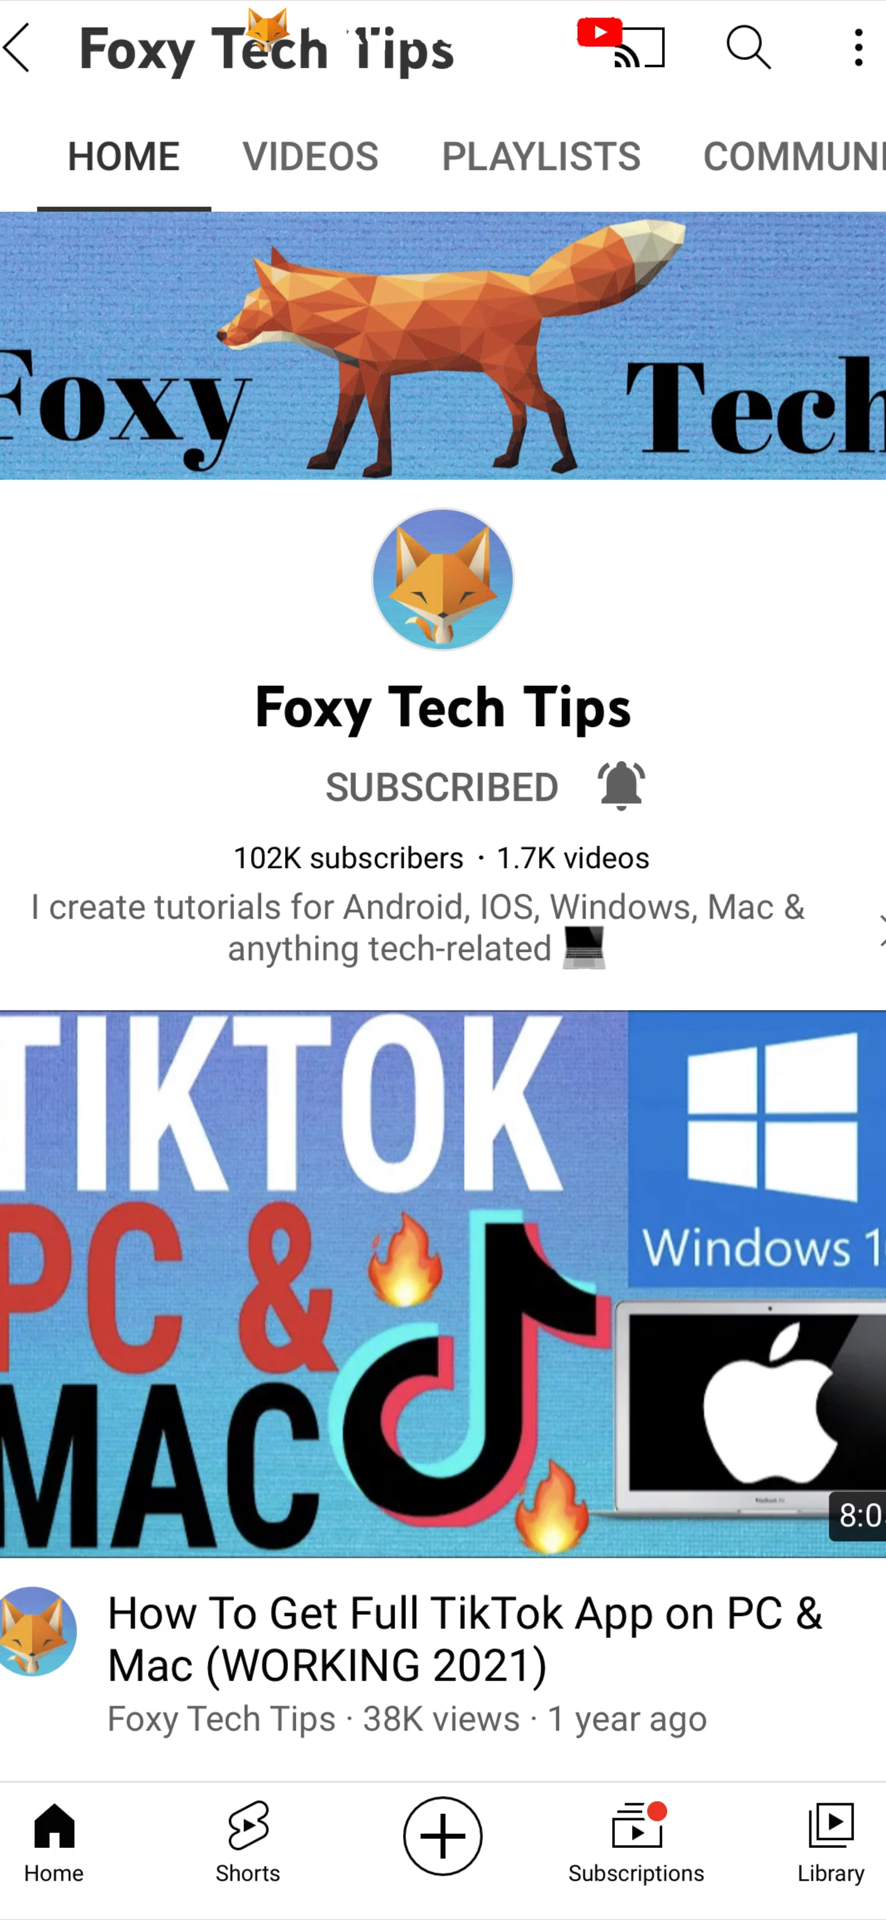 Foxy Tech Tips
HOME VIDEOS PLAYLISTS COMMUNI
Foxy Tech
Foxy Tech Tips
SUBSCRIBED
102K subscribers · 1.7K videos
I create tutorials for Android, IOS, Windows, Mac &
anything tech-related
TIKTOK
PC &
MAC
Windows 1
8:0
How To Get Full TikTok App on PC &
Mac (WORKING 2021)
Foxy Tech Tips · 38K views · 1 year ago
Home Shorts Subscriptions Library